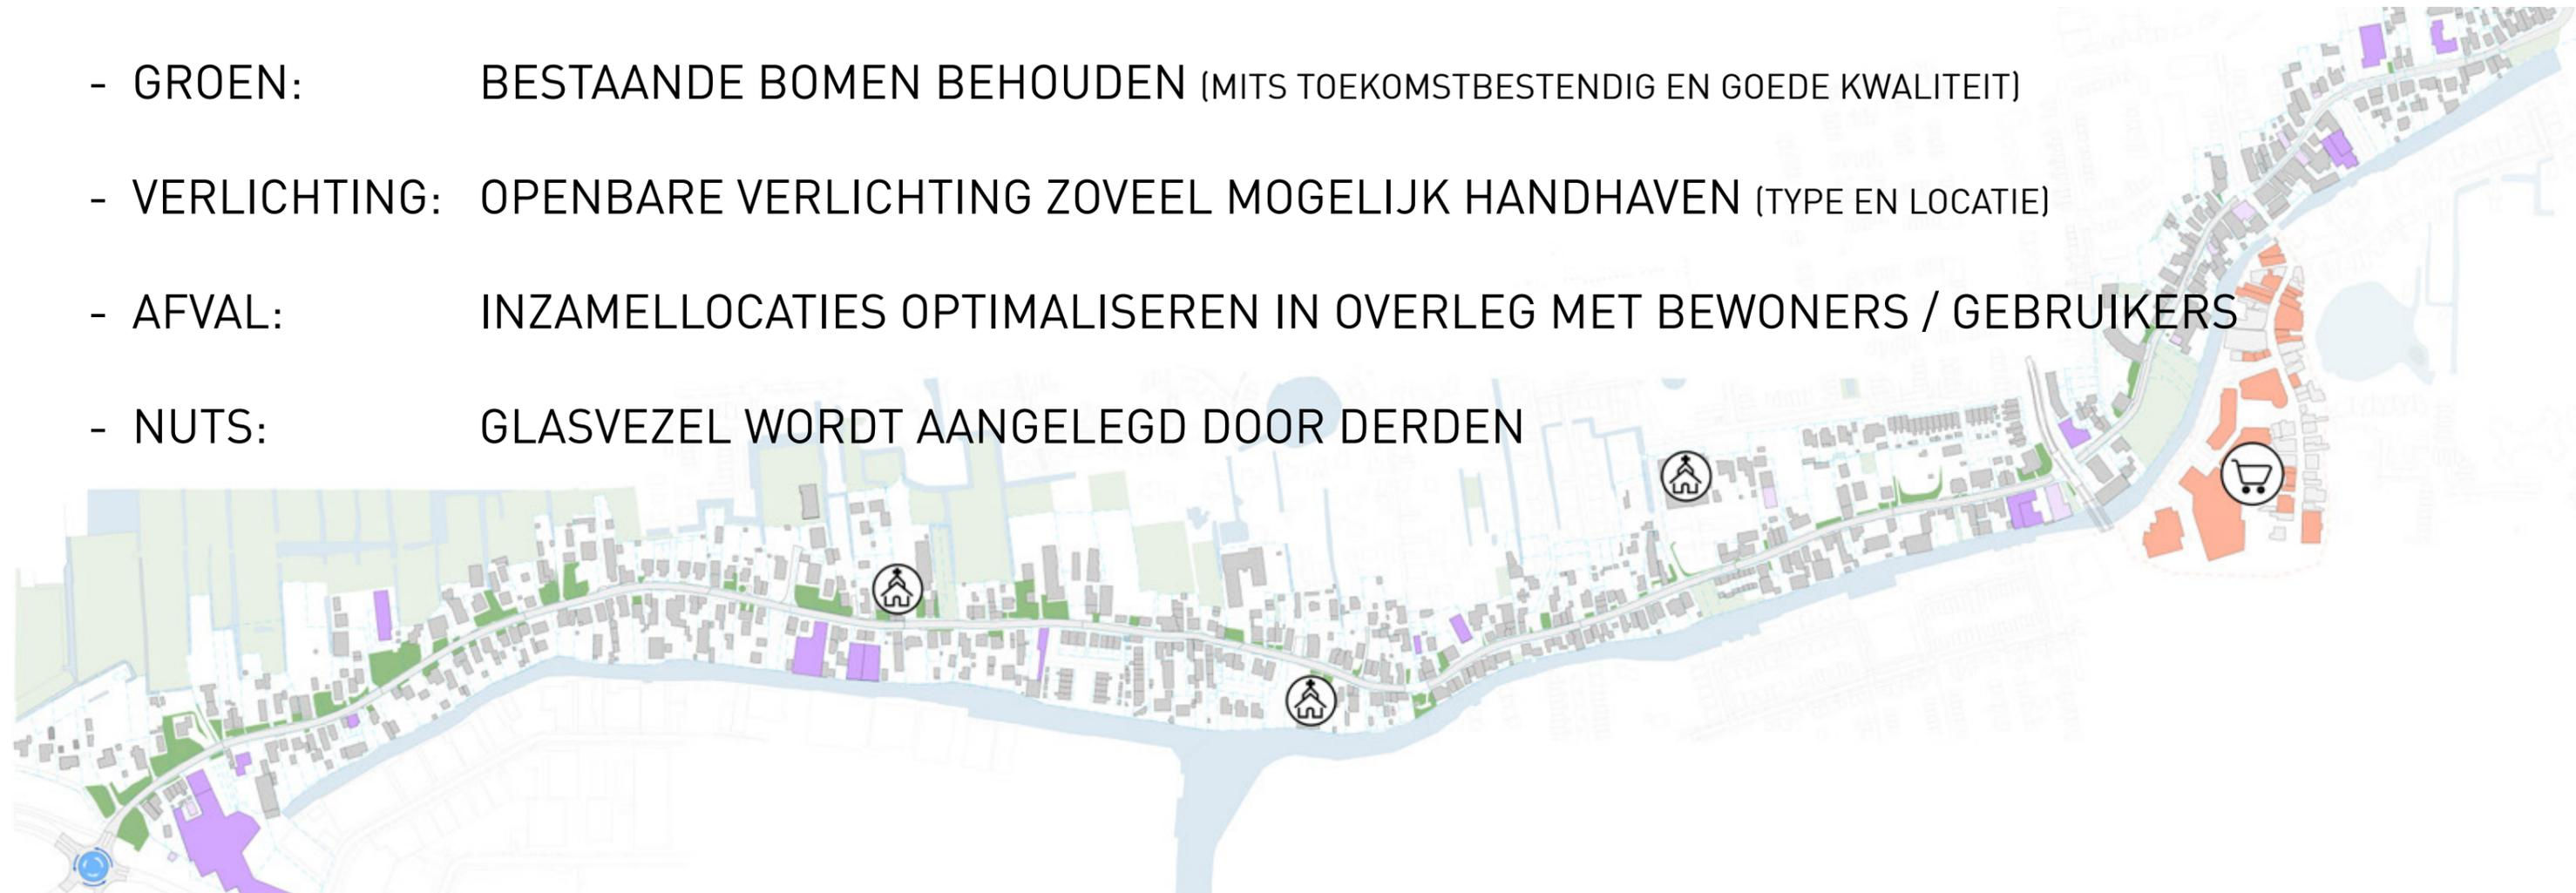 - GROEN: BESTAANDE BOMEN BEHOUDEN (MITS TOEKOMSTBESTENDIG EN GOEDE KWALITEIT)
- VERLICHTING: OPENBARE VERLICHTING ZOVEEL MOGELIJK HANDHAVEN (TYPE EN LOCATIE)
- AFVAL: INZAMELLOCATIES OPTIMALISEREN IN OVERLEG MET BEWONERS / GEBRUIKERS
- NUTS: GLASVEZEL WORDT AANGELEGD DOOR DERDEN